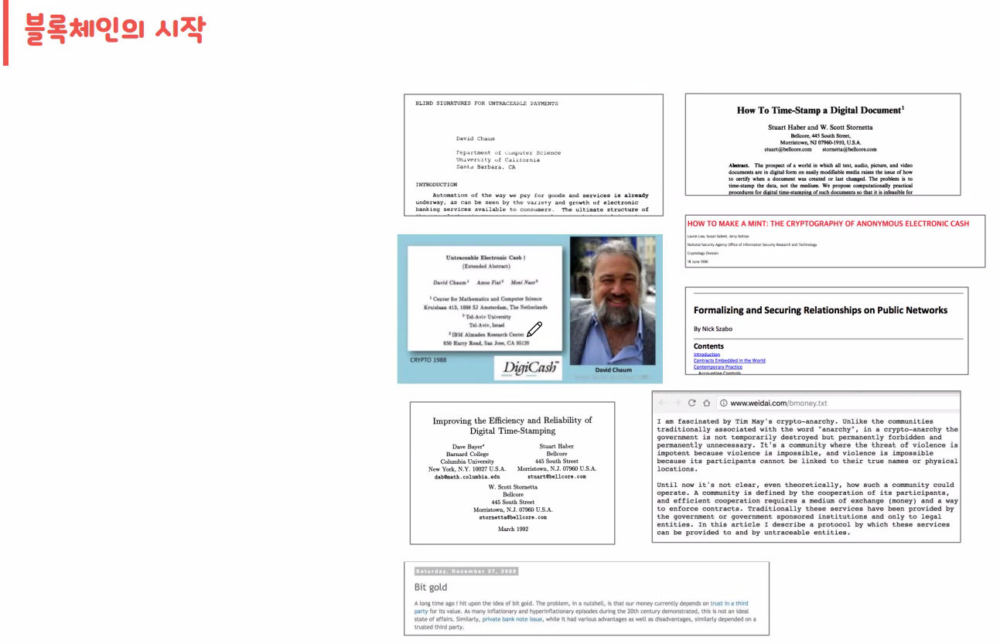 블록체인의 시작
BLIND SIGNATURES FOR UNTRACEABLE PAYMENTS
David Chaum
Department of Computer Science
University of California
Santa Barbara, CA
INTRODUCTION
Automation of the way we pay for goods and services is already
underway, as can be seen by the variety and growth of electronic
banking services available to consumers. The ultimate structure of
How To Time-Stamp a Digital Document1
Stuart Haber and W. Scott Stornetta
Bellcore, 445 South Street,
Morristown, NJ 07960-1910, U.S.A.
stuart@bellcore.com stornetta@bellcore.com
Abstract. The prospect of a world in which all text, audio, picture, and video
documents are in digital form on easily modifiable media raises the issue of how
to certify when a document was created or last changed. The problem is to
time-stamp the data, not the medium. We propose computationally practical
procedures for digital time-stamping of such documents so that it is infeasible for
HOW TO MAKE A MINT: THE CRYPTOGRAPHY OF ANONYMOUS ELECTRONIC CASH
Laurie Law, Susan Sabett, Jerry Solinas
National Security Agency Office of Information Security Research and Technology
Cryptology Division
18 June 1996
Untraceable Electronic Cash †
(Extended Abstract)
David Chaum1 Amos Fiat2 Moni Naor3
1 Center for Mathematics and Computer Science
Kruislaan 413, 1098 SJ Amsterdam, The Netherlands
2 Tel-Aviv University
Tel-Aviv, Israel
3 IBM Almaden Research Center
650 Harry Road, San Jose, CA 95120
CRYPTO 1988
DigiCash™
David Chaum
Formalizing and Securing Relationships on Public Networks
By Nick Szabo
Contents
Introduction
Contracts Embedded in the World
Contemporary Practice
Accounting Controls
Improving the Efficiency and Reliability of
Digital Time-Stamping
Dave Bayer* Stuart Haber
Barnard College Bellcore
Columbia University 445 South Street
New York, N.Y. 10027 U.S.A. Morristown, N.J. 07960 U.S.A.
dab@math.columbia.edu stuart@bellcore.com
W. Scott Stornetta
Bellcore
445 South Street
Morristown, N.J. 07960 U.S.A.
stornetta@bellcore.com
March 1992
www.weidai.com/bmoney.txt
I am fascinated by Tim May's crypto-anarchy. Unlike the communities
traditionally associated with the word "anarchy", in a crypto-anarchy the
government is not temporarily destroyed but permanently forbidden and
permanently unnecessary. It's a community where the threat of violence is
impotent because violence is impossible, and violence is impossible
because its participants cannot be linked to their true names or physical
locations.
Until now it's not clear, even theoretically, how such a community could
operate. A community is defined by the cooperation of its participants,
and efficient cooperation requires a medium of exchange (money) and a way
to enforce contracts. Traditionally these services have been provided by
the government or government sponsored institutions and only to legal
entities. In this article I describe a protocol by which these services
can be provided to and by untraceable entities.
Saturday, December 27, 2008
Bit gold
A long time ago I hit upon the idea of bit gold. The problem, in a nutshell, is that our money currently depends on trust in a third
party for its value. As many inflationary and hyperinflationary episodes during the 20th century demonstrated, this is not an ideal
state of affairs. Similarly, private bank note issue, while it had various advantages as well as disadvantages, similarly depended on a
trusted third party.